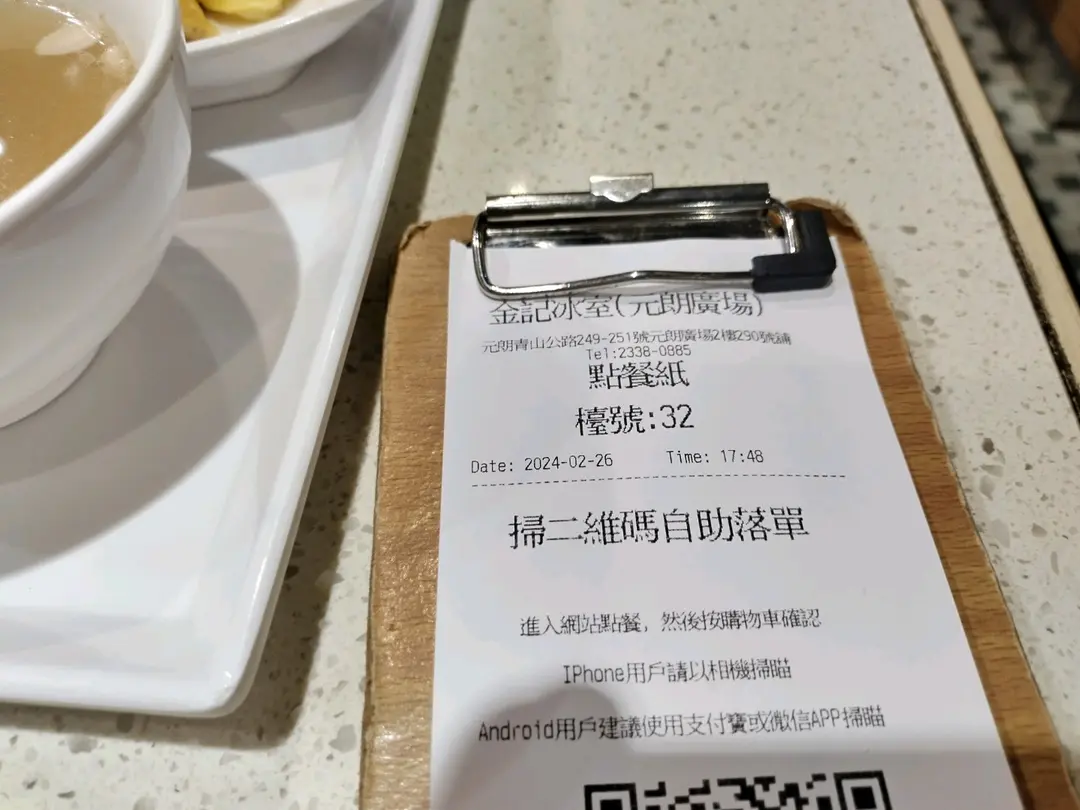 金記冰室(元朗廣場)
元朗青山公路249-251號元朗廣場2樓290號舖
Tel:2338-0885
點餐紙
檯號:32
Date: 2024-02-26 Time: 17:48
掃二維碼自助落單
進入網站點餐, 然後按購物車確認
IPhone用戶請以相機掃瞄
Android用戶建議使用支付寶或微信APP掃瞄